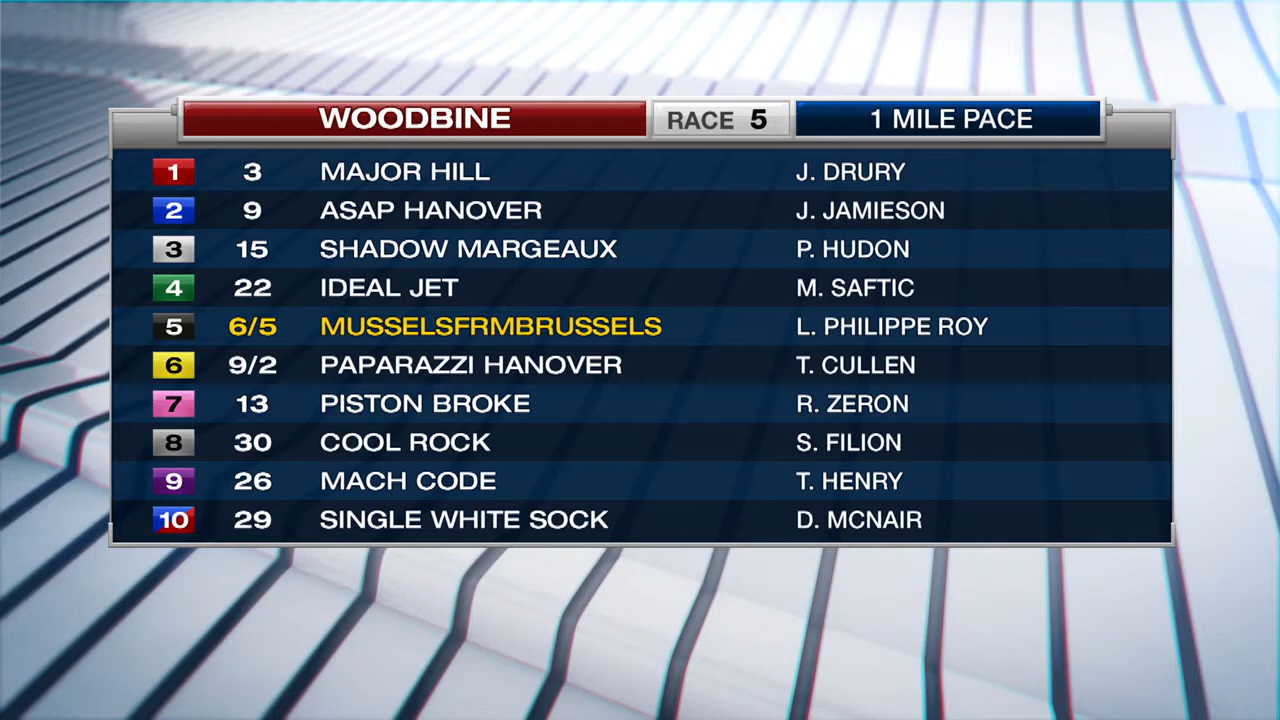 WOODBINE RACE 5 1 MILE PACE
1 3 MAJOR HILL J. DRURY
2 9 ASAP HANOVER J. JAMIESON
3 15 SHADOW MARGEAUX P. HUDON
4 22 IDEAL JET M. SAFTIC
5 6/5 MUSSELSFRMBRUSSELS L. PHILIPPE ROY
6 9/2 PAPARAZZI HANOVER T. CULLEN
7 13 PISTON BROKE R. ZERON
8 30 COOL ROCK S. FILION
9 26 MACH CODE T. HENRY
10 29 SINGLE WHITE SOCK D. MCNAIR